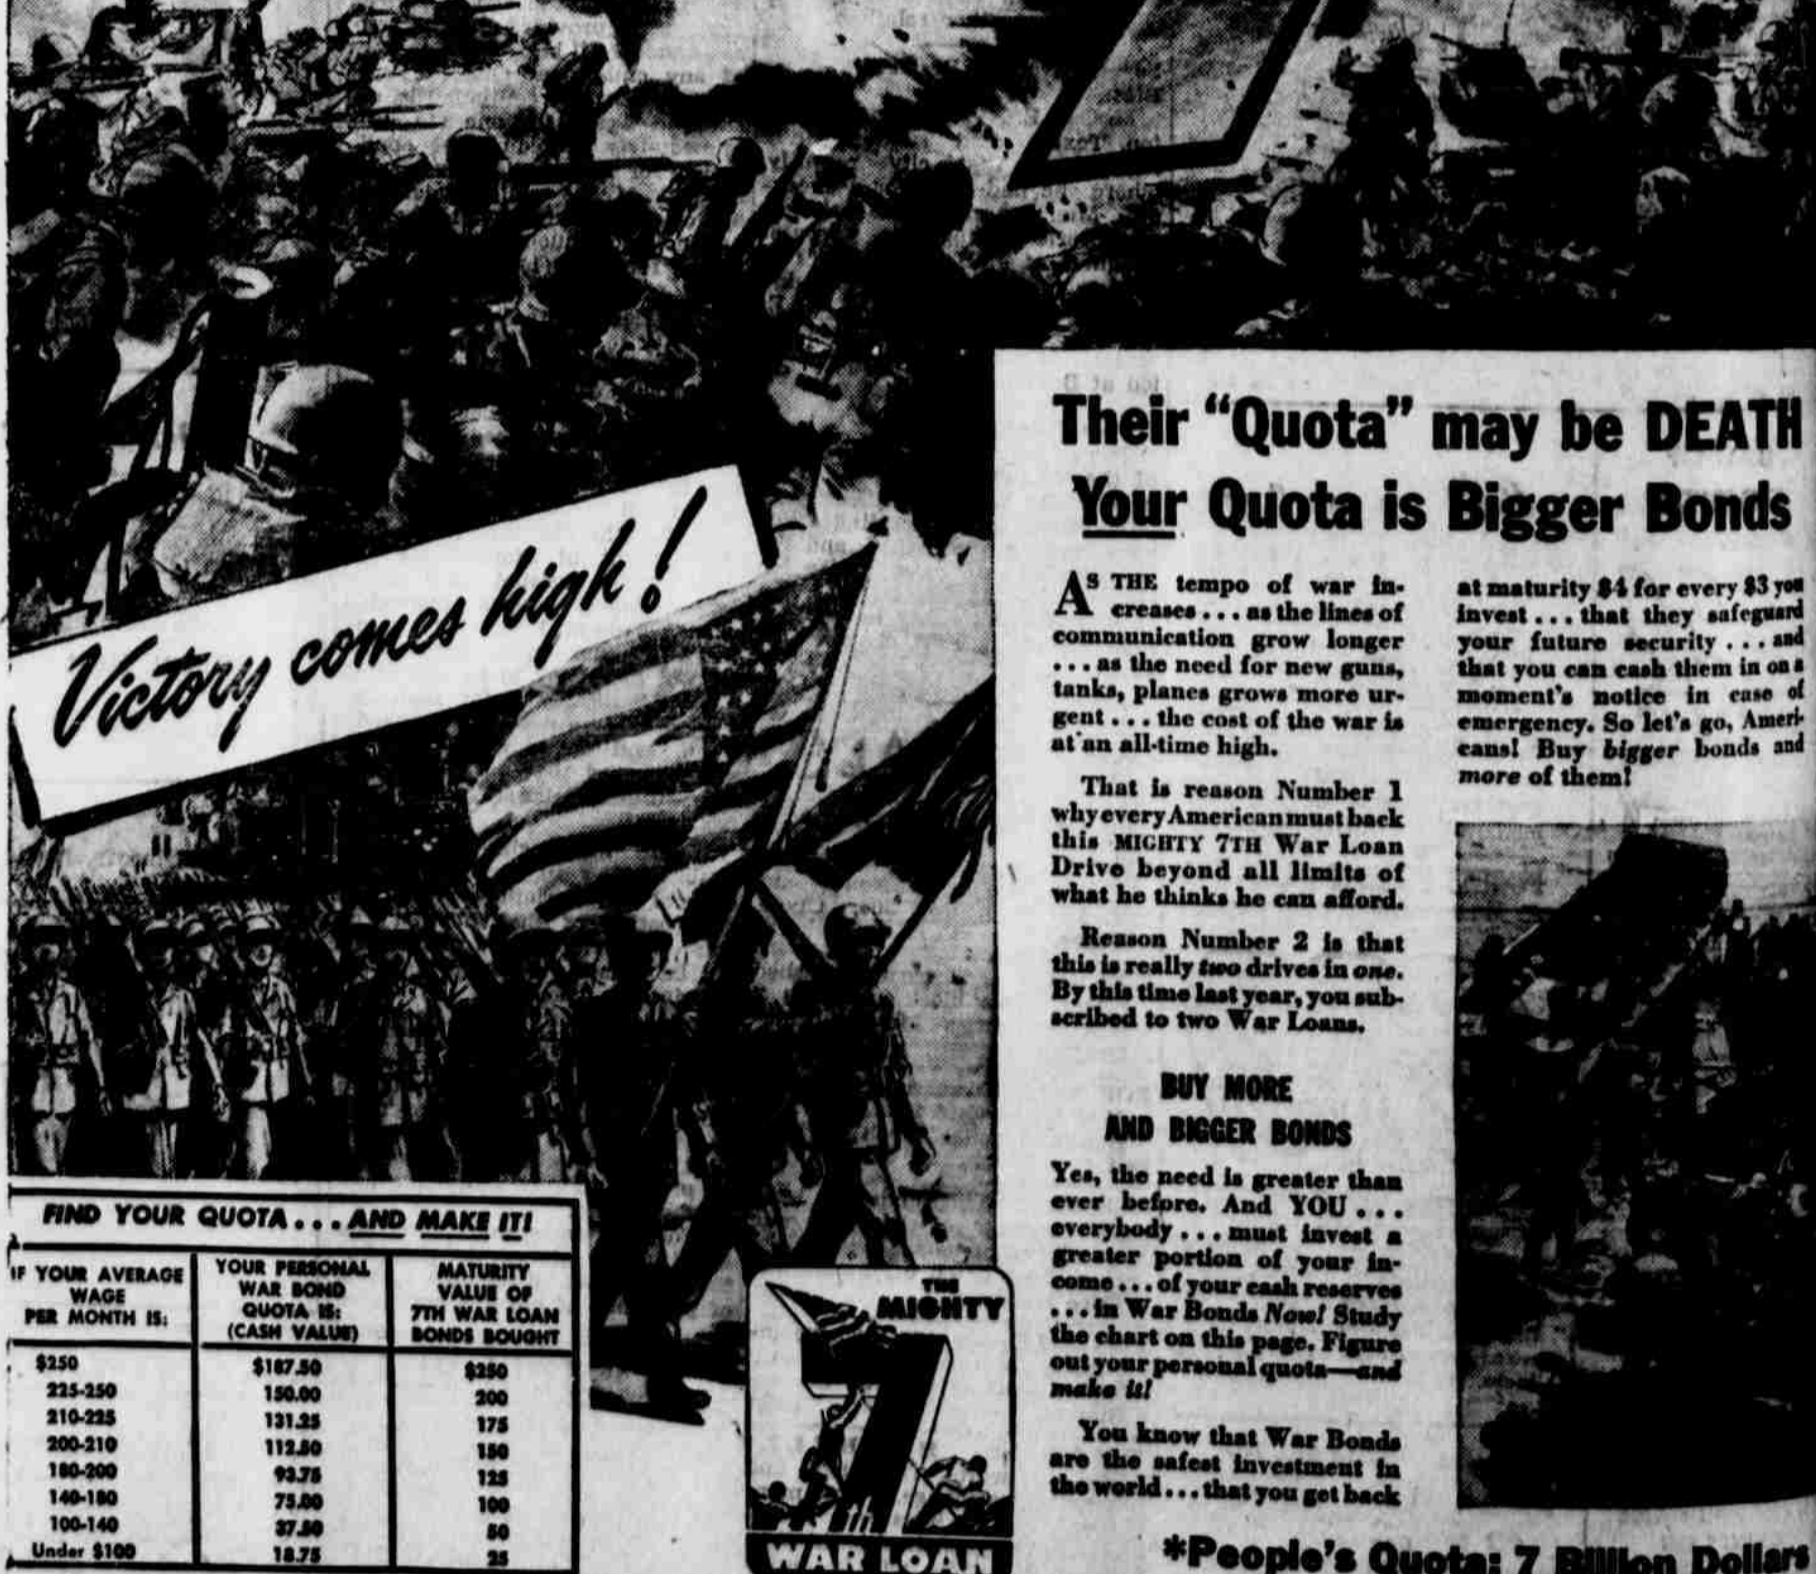 Victory comes high!
Their “Quota” may be DEATH
Your Quota is Bigger Bonds
AS THE tempo of war in-
creases . . . as the lines of
communication grow longer
. . . as the need for new guns,
tanks, planes grows more ur-
gent . . . the cost of the war is
at an all-time high.
That is reason Number 1
why every American must back
this MIGHTY 7TH War Loan
Drive beyond all limits of
what he thinks he can afford.
Reason Number 2 is that
this is really two drives in one.
By this time last year, you sub-
scribed to two War Loans.
BUY MORE
AND BIGGER BONDS
Yes, the need is greater than
ever before. And YOU . . .
everybody . . . must invest a
greater portion of your in-
come . . . of your cash reserves
. . . in War Bonds Now! Study
the chart on this page. Figure
out your personal quota—and
make it!
You know that War Bonds
are the safest investment in
the world . . . that you get back
at maturity $4 for every $3 you
invest . . . that they safeguard
your future security . . . and
that you can cash them in on a
moment's notice in case of
emergency. So let's go, Ameri-
cans! Buy bigger bonds and
more of them!
FIND YOUR QUOTA . . . AND MAKE IT!
IF YOUR AVERAGE
WAGE
PER MONTH IS:
YOUR PERSONAL
WAR BOND
QUOTA IS:
(CASH VALUE)
MATURITY
VALUE OF
7TH WAR LOAN
BONDS BOUGHT
$250 $187.50 $250
225-250 150.00 200
210-225 131.25 175
200-210 112.50 150
180-200 93.75 125
140-180 75.00 100
100-140 37.50 50
Under $100 18.75 25
THE
MIGHTY
7th
WAR LOAN
*People's Quota: 7 Billion Dollars